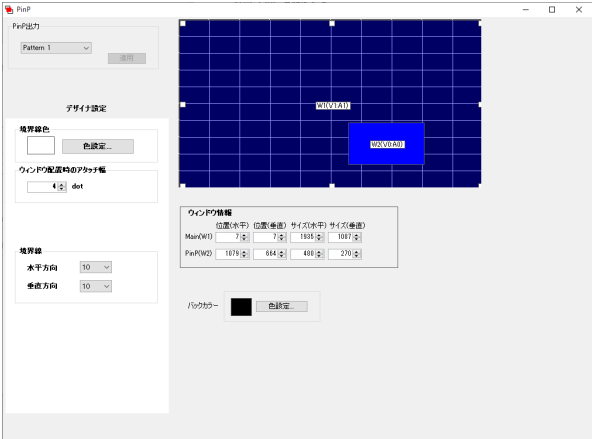 PinP
PinP出力
Pattern 1
適用
デザイナ設定
境界線色
色設定...
ウィンドウ配置時のアタッチ幅
4 dot
境界線
水平方向 10
垂直方向 10
W1(V1:A1)
W2(V0:A0)
ウィンドウ情報
位置(水平) 位置(垂直) サイズ(水平) サイズ(垂直)
Main(W1) 7 7 1935 1087
PinP(W2) 1079 664 480 270
バックカラー 色設定...